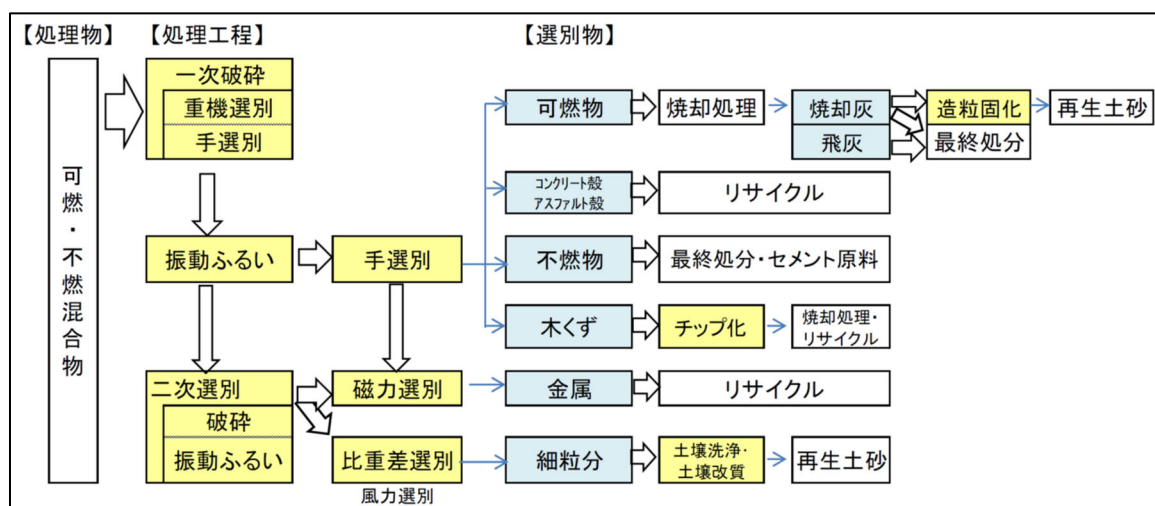 【処理物】
【処理工程】
【選別物】
可燃・不燃混合物
一次破砕
重機選別
手選別
振動ふるい
手選別
二次選別
破砕
振動ふるい
磁力選別
比重差選別
風力選別
可燃物
焼却処理
焼却灰
飛灰
造粒固化
最終処分
再生土砂
コンクリート殻
アスファルト殻
リサイクル
不燃物
最終処分・セメント原料
木くず
チップ化
焼却処理・
リサイクル
金属
リサイクル
細粒分
土壌洗浄・
土壌改質
再生土砂